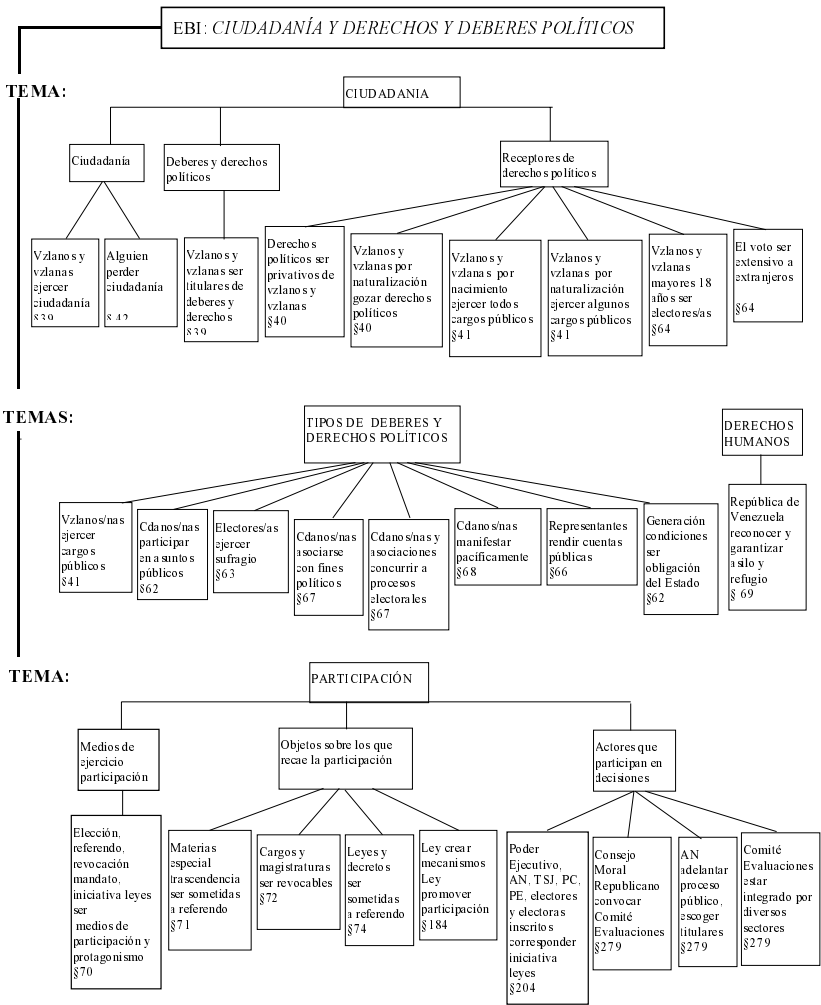 EBI: CIUDADANÍA Y DERECHOS Y DEBERES POLÍTICOS
TEMA:
CIUDADANIA
Ciudadania
Deberes y derechos
políticos
Receptores de
derechos políticos
Vzlanos y
vzlanas
ejercer
ciudadanía
§39
Alguien
perder
ciudadanía
§42
Vzlanos y
vzlanas ser
titulares de
deberes y
derechos
§39
Derechos
políticos ser
privativos de
vzlanos y
vzlanas
§40
Vzlanos y
vzlanas por
naturalización
gozar derechos
políticos
§40
Vzlanos y
vzlanas por
nacimiento
ejercer todos
cargos públicos
§41
Vzlanos y
vzlanas por
naturalización
ejercer algunos
cargos públicos
§41
Vzlanos y
vzlanas
mayores 18
años ser
electores/as
§64
El voto ser
extensivo a
extranjeros
§64
TEMAS:
TIPOS DE DEBERES Y
DERECHOS POLÍTICOS
DERECHOS
HUMANOS
Vzlanos/nas
ejercer
cargos
públicos
§41
Cdanos/nas
participar
en asuntos
públicos
§62
Electores/as
ejercer
sufragio
§63
Cdanos/nas
asociarse
con fines
políticos
§67
Cdanos/nas y
asociaciones
concurrir a
procesos
electorales
§67
Cdanos/nas
manifestar
pacíficamente
§68
Representantes
rendir cuentas
públicas
§66
Generación
condiciones
ser
obligación
del Estado
§62
República de
Venezuela
reconocer y
garantizar
asilo y
refugio
§ 69
TEMA:
PARTICIPACIÓN
Medios de
ejercicio
participación
Objetos sobre los que
recae la participación
Actores que
participan en
decisiones
Elección,
referendo,
revocación
mandato,
iniciativa leyes
ser
medios de
participación y
protagonismo
§70
Materias
especial
trascendencia
ser sometidas
a referendo
§71
Cargos y
magistraturas
ser revocables
§72
Leyes y
decretos
ser
sometidas
a referendo
§74
Ley crear
mecanismos
Ley
promover
participación
§184
Poder
Ejecutivo,
AN, TSJ, PC,
PE, electores
y electoras
inscritos
corresponder
iniciativa
leyes
§204
Consejo
Moral
Republicano
convocar
Comité
Evaluaciones
§279
AN
adelantar
proceso
público,
escoger
titulares
§279
Comité
Evaluaciones
estar
integrado por
diversos
sectores
§279